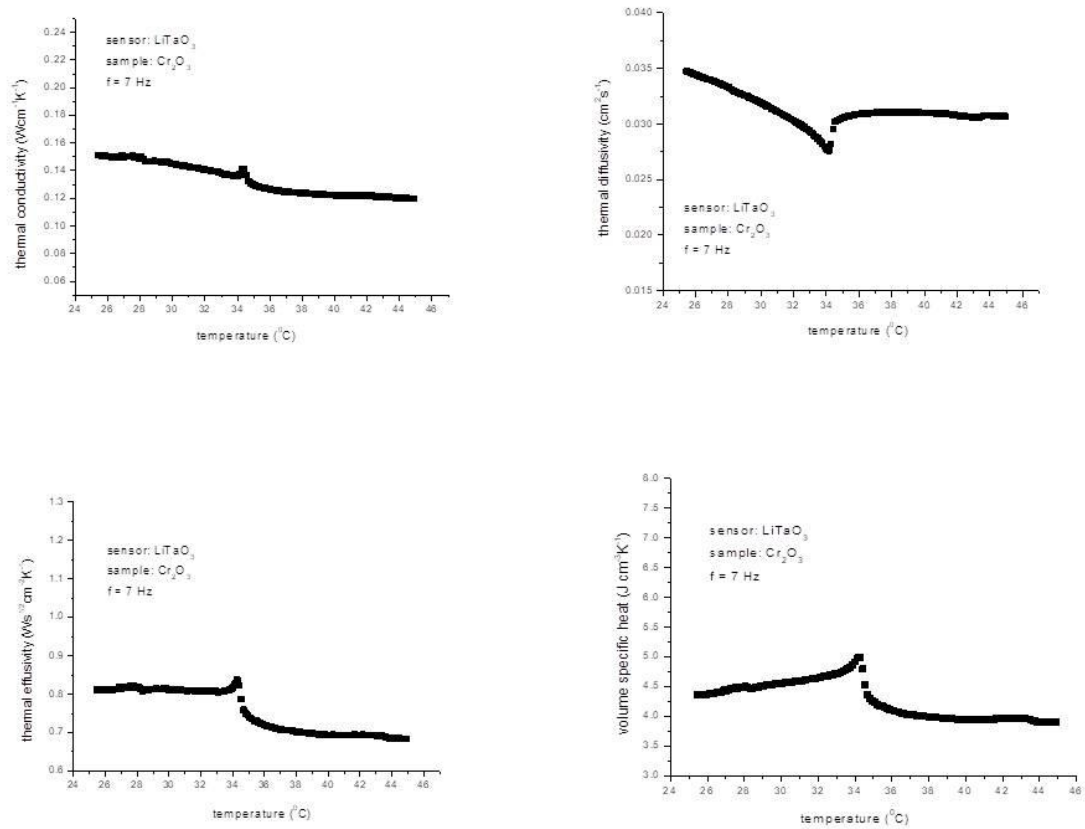 0.24
0.22
0.20
0.18
0.16
0.14
0.12
0.10
0.08
0.06
thermal conductivity (Wcm⁻¹K⁻¹)
sensor: LiTaO₃
sample: Cr₂O₃
f = 7 Hz
24 26 28 30 32 34 36 38 40 42 44 46
temperature (⁰C)
0.040
0.035
0.030
0.025
0.020
0.015
thermal diffusivity (cm²s⁻¹)
sensor: LiTaO₃
sample: Cr₂O₃
f = 7 Hz
24 26 28 30 32 34 36 38 40 42 44 46
temperature (⁰C)
1.3
1.2
1.1
1.0
0.9
0.8
0.7
0.6
thermal effusivity (Ws⁻¹/²cm⁻²K⁻¹)
sensor: LiTaO₃
sample: Cr₂O₃
f = 7 Hz
24 26 28 30 32 34 36 38 40 42 44 46
temperature (⁰C)
8.0
7.5
7.0
6.5
6.0
5.5
5.0
4.5
4.0
3.5
3.0
volume specific heat (J cm⁻³K⁻¹)
sensor: LiTaO₃
sample: Cr₂O₃
f = 7 Hz
24 26 28 30 32 34 36 38 40 42 44 46
temperature (⁰C)